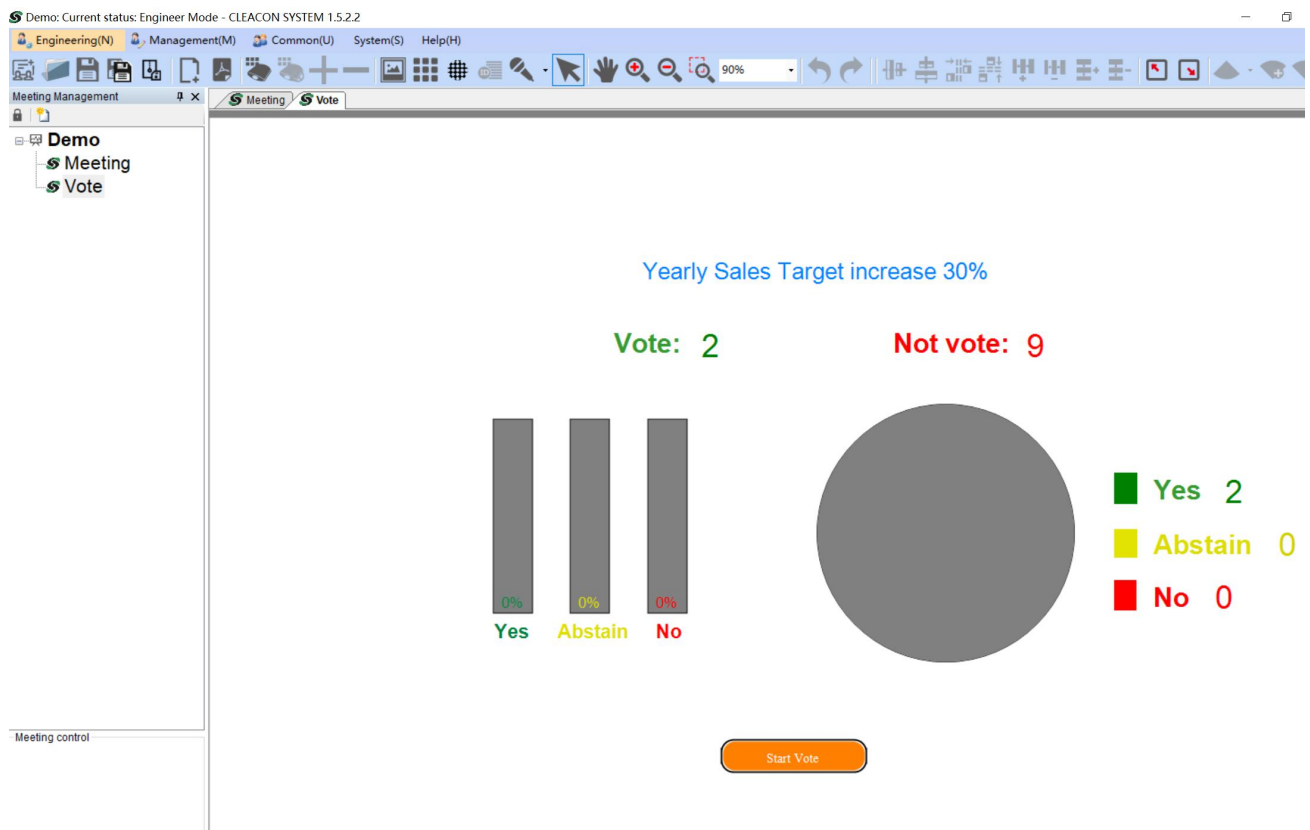 Demo: Current status: Engineer Mode - CLEACON SYSTEM 1.5.2.2
Engineering(N) Management(M) Common(U) System(S) Help(H)
90%
Meeting Management
Meeting Vote
Demo
Meeting
Vote
Yearly Sales Target increase 30%
Vote: 2 Not vote: 9
0% 0% 0%
Yes Abstain No
Yes 2
Abstain 0
No 0
Meeting control
Start Vote